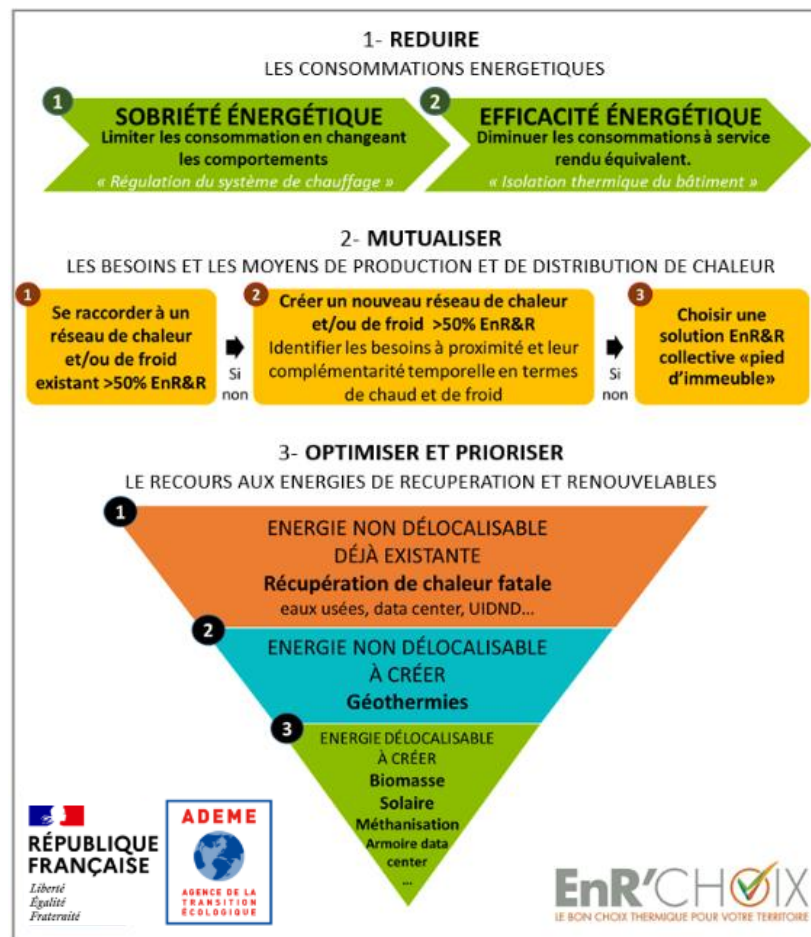 1- REDUIRE
LES CONSOMMATIONS ENERGETIQUES
1
SOBRIÉTÉ ÉNERGÉTIQUE
Limiter les consommation en changeant
les comportements
« Régulation du système de chauffage »
2
EFFICACITÉ ÉNERGÉTIQUE
Diminuer les consommations à service
rendu équivalent.
« Isolation thermique du bâtiment »
2- MUTUALISER
LES BESOINS ET LES MOYENS DE PRODUCTION ET DE DISTRIBUTION DE CHALEUR
1
Se raccorder à un
réseau de chaleur
et/ou de froid
existant >50% EnR&R
Si
non
2
Créer un nouveau réseau de chaleur
et/ou de froid >50% EnR&R
Identifier les besoins à proximité et leur
complémentarité temporelle en termes
de chaud et de froid
Si
non
3
Choisir une
solution EnR&R
collective «pied
d’immeuble»
3- OPTIMISER ET PRIORISER
LE RECOURS AUX ENERGIES DE RECUPERATION ET RENOUVELABLES
1
ENERGIE NON DÉLOCALISABLE
DÉJÀ EXISTANTE
Récupération de chaleur fatale
eaux usées, data center, UIDND...
2
ENERGIE NON DÉLOCALISABLE
À CRÉER
Géothermies
3
ENERGIE DÉLOCALISABLE
À CRÉER
Biomasse
Solaire
Méthanisation
Armoire data
center
...
RÉPUBLIQUE
FRANÇAISE
Liberté
Égalité
Fraternité
ADEME
AGENCE DE LA
TRANSITION
ÉCOLOGIQUE
EnR’CHOIX
LE BON CHOIX THERMIQUE POUR VOTRE TERRITOIRE